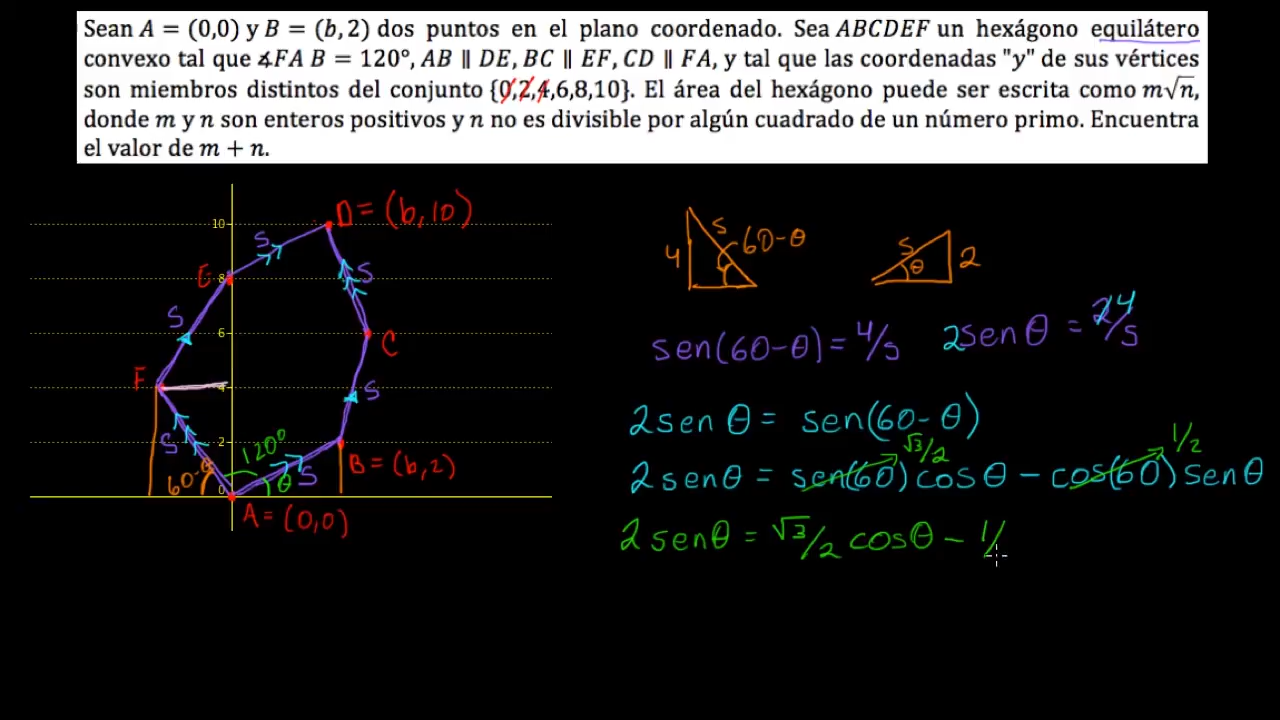 Sean A = (0,0) y B = (b, 2) dos puntos en el plano coordenado. Sea ABCDEF un hexágono equilátero
convexo tal que ∡FA B = 120°, AB ∥ DE, BC ∥ EF, CD ∥ FA, y tal que las coordenadas "y" de sus vértices
son miembros distintos del conjunto {0,2,4,6,8,10}. El área del hexágono puede ser escrita como m√n,
donde m y n son enteros positivos y n no es divisible por algún cuadrado de un número primo. Encuentra
el valor de m + n.
D = (b, 10)
10
S
E
8
S
S
6
C
F
4
S
S
120°
2
B = (b, 2)
60-θ
0
θ
S
A = (0,0)
4
S
60-θ
S
θ
2
sen(60-θ) = 4/s
2senθ = 24/s
2senθ = sen(60-θ)
√3/2
1/2
2senθ = sen(60)cosθ - cos(60)senθ
2senθ = √3/2 cosθ - 1/